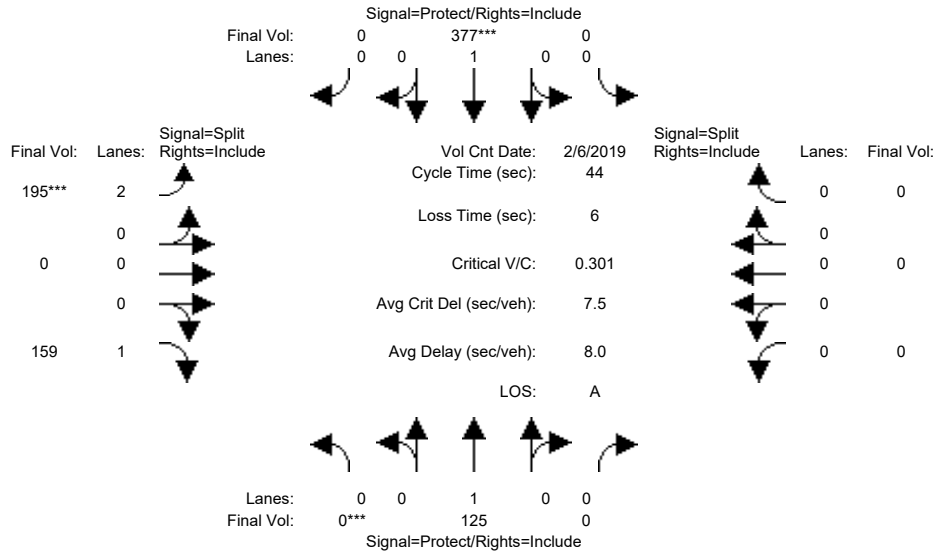 Signal=Protect/Rights=Include
Final Vol: 0 377*** 0
Lanes: 0 0 1 0 0
Signal=Split Signal=Split
Final Vol: Lanes: Rights=Include Vol Cnt Date: 2/6/2019 Rights=Include Lanes: Final Vol:
Cycle Time (sec): 44
195*** 2 0 0
Loss Time (sec): 6
0 0
0 0 Critical V/C: 0.301 0 0
0 Avg Crit Del (sec/veh): 7.5 0
159 1 Avg Delay (sec/veh): 8.0 0 0
LOS: A
Lanes: 0 0 1 0 0
Final Vol: 0*** 125 0
Signal=Protect/Rights=Include